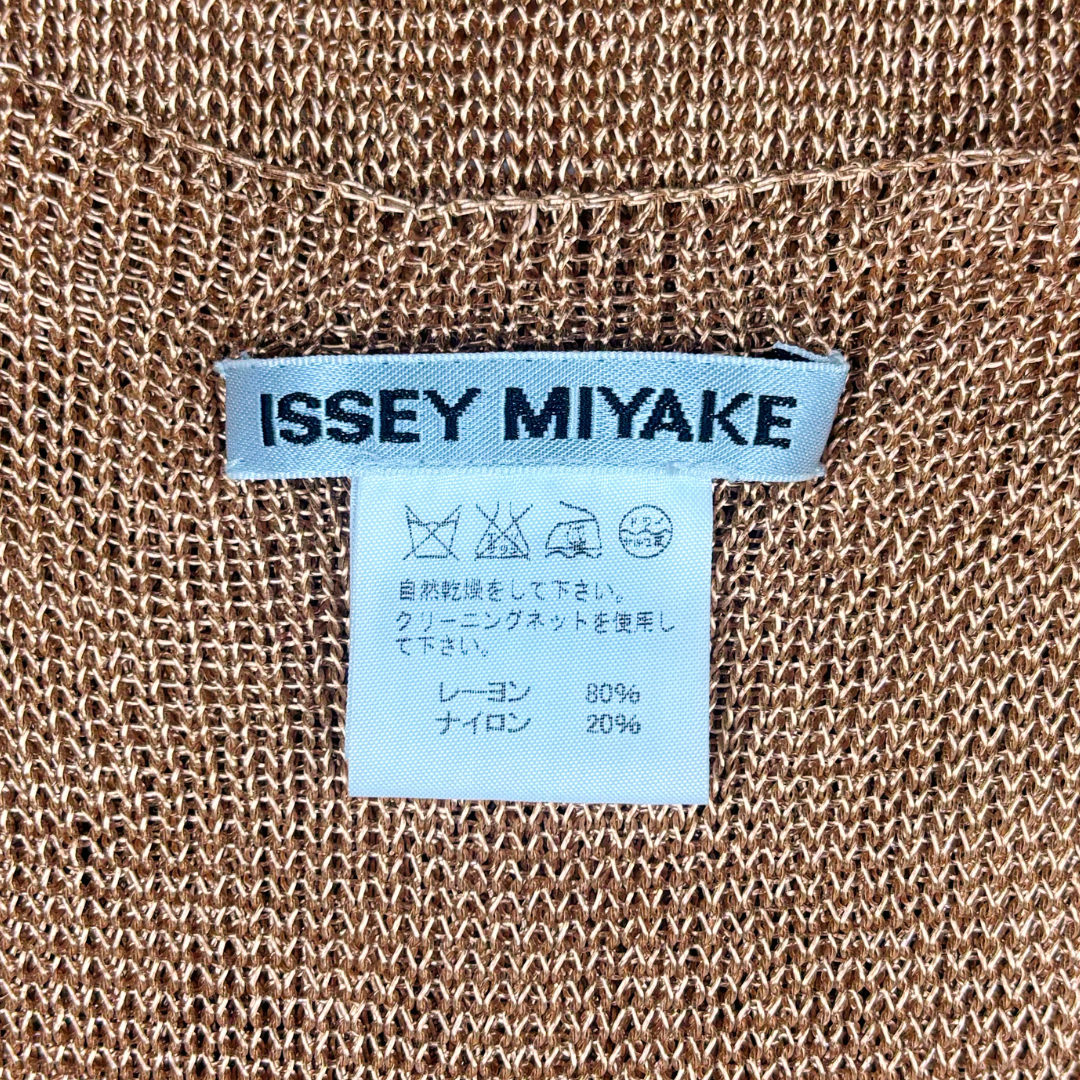 ISSEY MIYAKE
自然乾燥をして下さい。
クリーニングネットを使用し
て下さい。
レーヨン 80%
ナイロン 20%